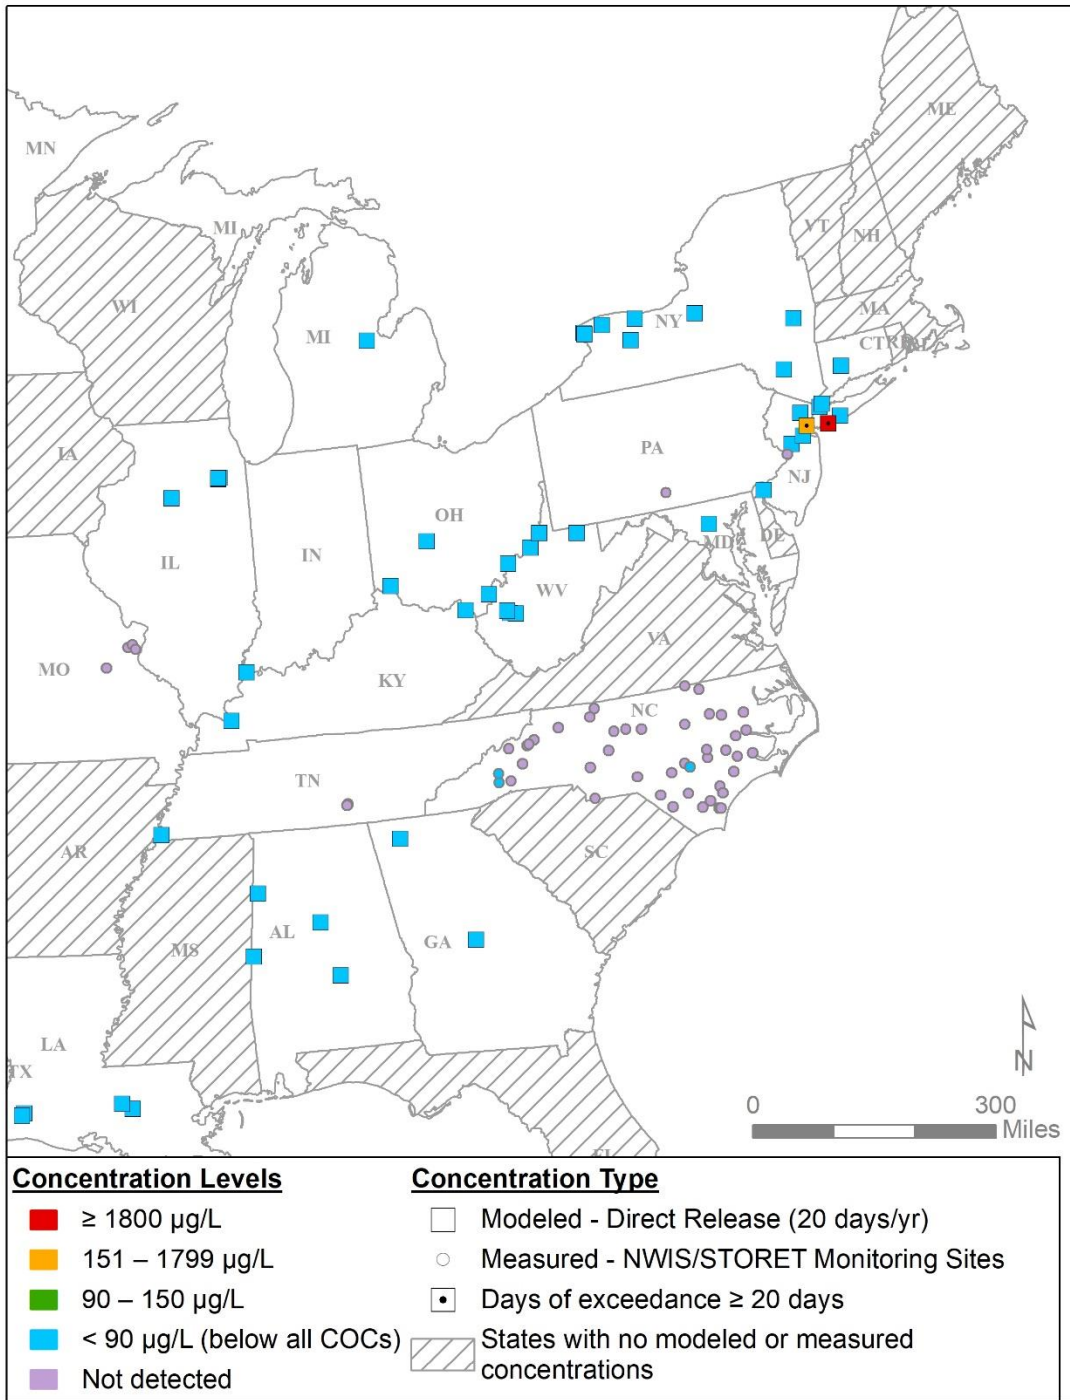 ME
MN
MI
VT
NH
WI
MI
NY
MA
CT RI
IA
PA
NJ
OH
IL
IN
MD
DE
WV
VA
MO
KY
NC
TN
AR
SC
MS
AL
GA
LA
TX
N
0 300
Miles
FL
Concentration Levels
≥ 1800 µg/L
151 – 1799 µg/L
90 – 150 µg/L
< 90 µg/L (below all COCs)
Not detected
Concentration Type
Modeled - Direct Release (20 days/yr)
Measured - NWIS/STORET Monitoring Sites
Days of exceedance ≥ 20 days
States with no modeled or measured
concentrations